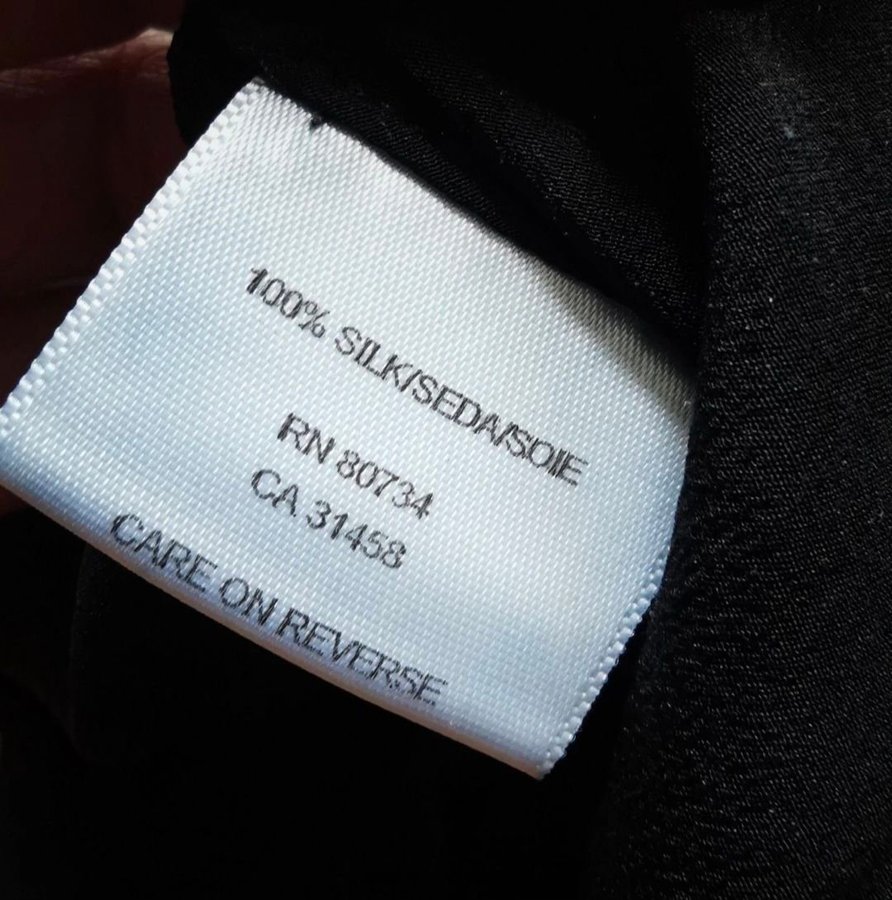 100% SILK/SEDA/SOIE
RN 80734
CA 31458
CARE ON REVERSE